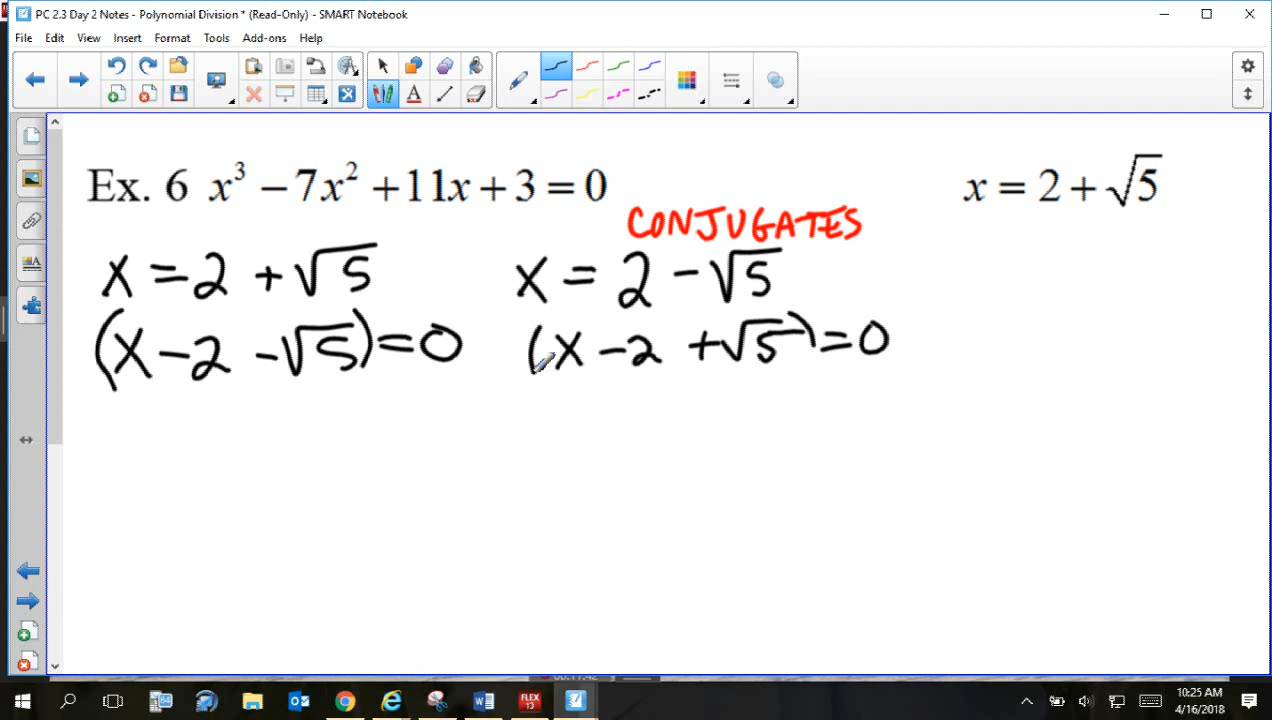 PC 2.3 Day 2 Notes - Polynomial Division * (Read-Only) - SMART Notebook
File Edit View Insert Format Tools Add-ons Help
Ex. 6 x³ − 7x² + 11x + 3 = 0 x = 2 + √5
CONJUGATES
x = 2 + √5 x = 2 − √5
(x − 2 − √5) = 0 (x − 2 + √5) = 0
FLEX 13
10:25 AM
4/16/2018